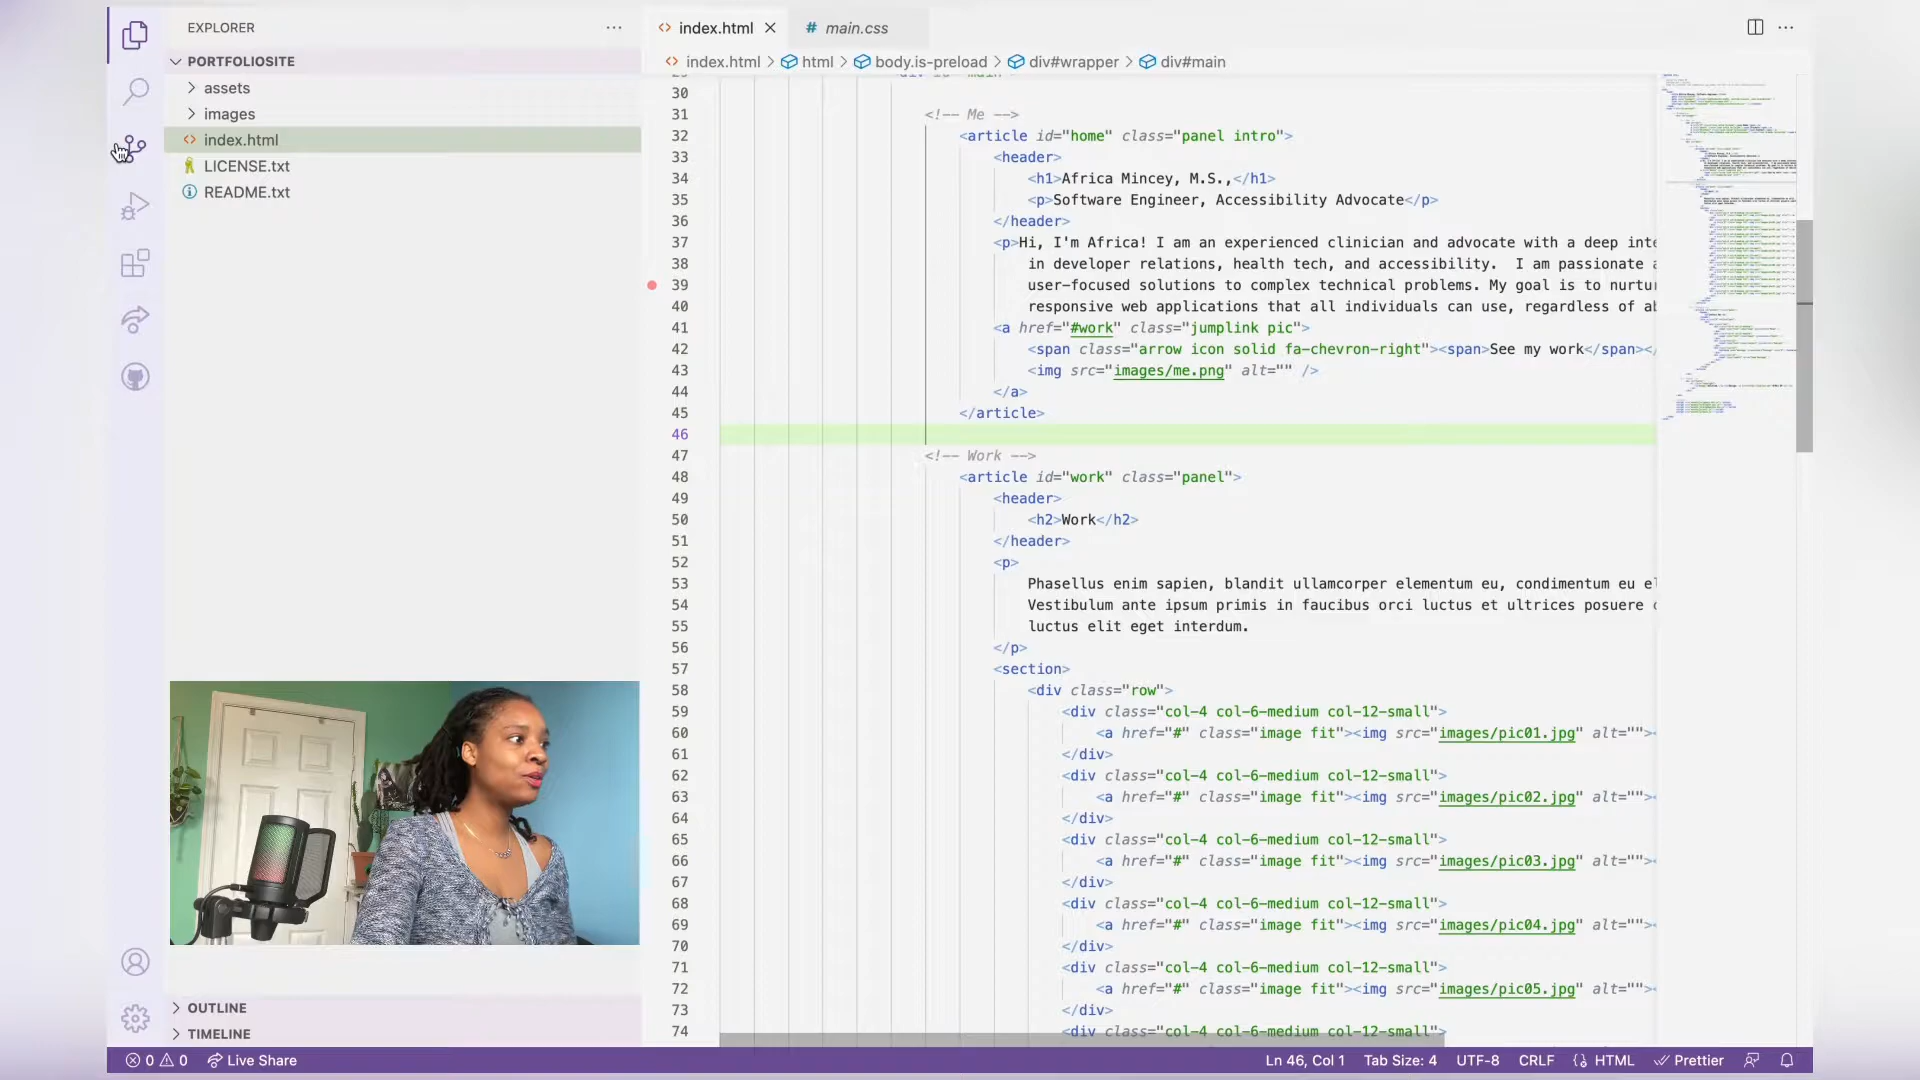 EXPLORER
PORTFOLIOSITE
assets
images
index.html
LICENSE.txt
README.txt
OUTLINE
TIMELINE
index.html
# main.css
index.html > html > body.is-preload > div#wrapper > div#main
30
31 <!-- Me -->
32 <article id="home" class="panel intro">
33 <header>
34 <h1>Africa Mincey, M.S.,</h1>
35 <p>Software Engineer, Accessibility Advocate</p>
36 </header>
37 <p>Hi, I'm Africa! I am an experienced clinician and advocate with a deep inte
38 in developer relations, health tech, and accessibility. I am passionate a
39 user-focused solutions to complex technical problems. My goal is to nurtur
40 responsive web applications that all individuals can use, regardless of ab
41 <a href="#work" class="jumplink pic">
42 <span class="arrow icon solid fa-chevron-right"><span>See my work</span></
43 <img src="images/me.png" alt="" />
44 </a>
45 </article>
46
47 <!-- Work -->
48 <article id="work" class="panel">
49 <header>
50 <h2>Work</h2>
51 </header>
52 <p>
53 Phasellus enim sapien, blandit ullamcorper elementum eu, condimentum eu el
54 Vestibulum ante ipsum primis in faucibus orci luctus et ultrices posuere c
55 luctus elit eget interdum.
56 </p>
57 <section>
58 <div class="row">
59 <div class="col-4 col-6-medium col-12-small">
60 <a href="#" class="image fit"><img src="images/pic01.jpg" alt="">
61 </div>
62 <div class="col-4 col-6-medium col-12-small">
63 <a href="#" class="image fit"><img src="images/pic02.jpg" alt=""><
64 </div>
65 <div class="col-4 col-6-medium col-12-small">
66 <a href="#" class="image fit"><img src="images/pic03.jpg" alt=""><
67 </div>
68 <div class="col-4 col-6-medium col-12-small">
69 <a href="#" class="image fit"><img src="images/pic04.jpg" alt=""><
70 </div>
71 <div class="col-4 col-6-medium col-12-small">
72 <a href="#" class="image fit"><img src="images/pic05.jpg" alt=""><
73 </div>
74 <div class="col-4 col-6-medium col-12-small">
0 0 Live Share
Ln 46, Col 1 Tab Size: 4 UTF-8 CRLF {} HTML Prettier